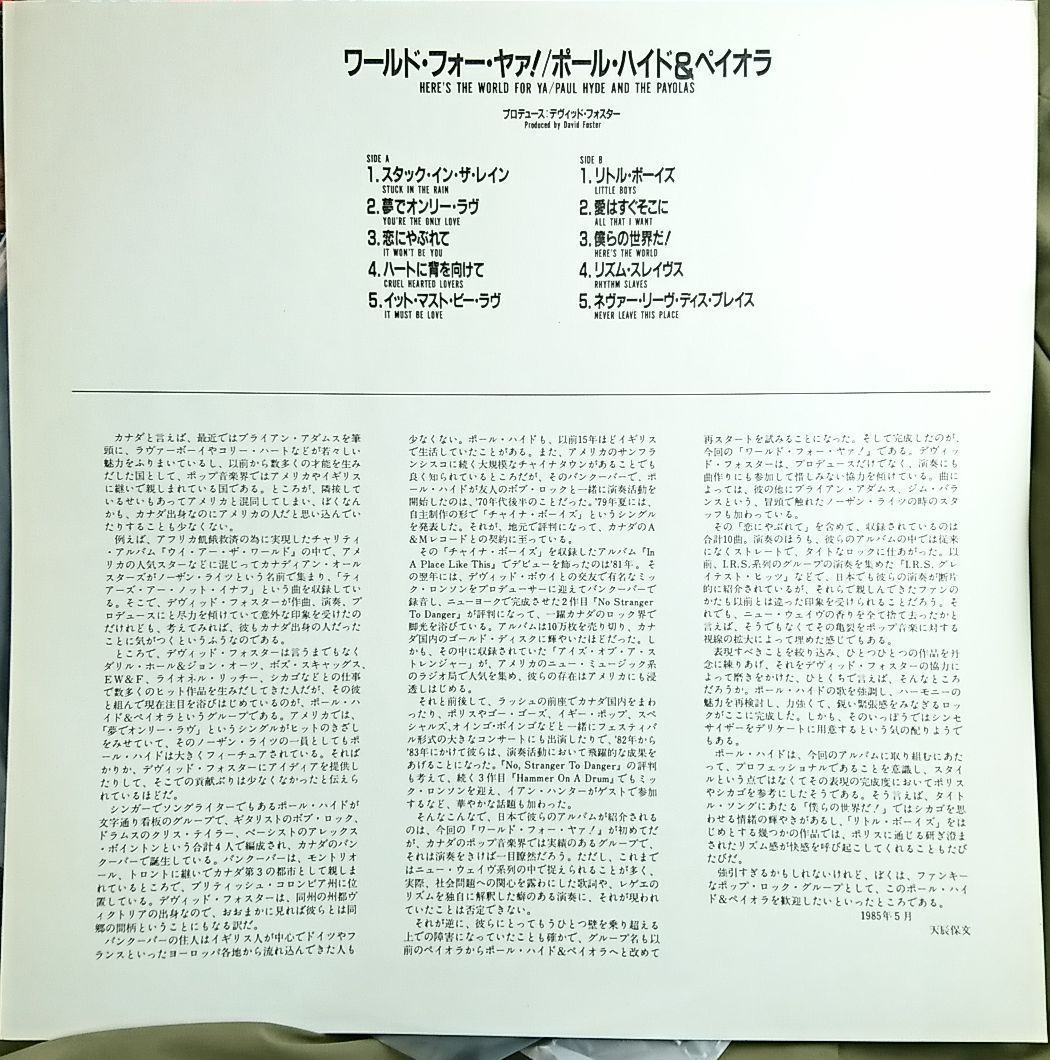 ワールド・フォー・ヤァ!/ポール・ハイド&ペイオラ
HERE'S THE WORLD FOR YA/PAUL HYDE AND THE PAYOLAS
プロデュース:デヴィッド・フォスター
Produced by David Foster
SIDE A
1.スタック・イン・ザ・レイン
STUCK IN THE RAIN
2.夢でオンリー・ラヴ
YOU'RE THE ONLY LOVE
3.恋にやぶれて
IT WON'T BE YOU
4.ハートに背を向けて
CRUEL HEARTED LOVERS
5.イット・マスト・ビー・ラヴ
IT MUST BE LOVE
SIDE B
1.リトル・ボーイズ
LITTLE BOYS
2.愛はすぐそこに
ALL THAT I WANT
3.僕らの世界だ!
HERE'S THE WORLD
4.リズム・スレイヴス
RHYTHM SLAVES
5.ネヴァー・リーヴ・ディス・プレイス
NEVER LEAVE THIS PLACE
カナダと言えば、最近ではブライアン・アダムスを筆
頭に、ラヴァーボーイやコリー・ハートなどが若々しい
魅力をふりまいているし、以前から数多くの才能を生み
だした国として、ポップ音楽界ではアメリカやイギリス
に継いで親しまれている国である。ところが、隣接して
いるせいもあってアメリカと混同してしまい、ぼくなん
かも、カナダ出身なのにアメリカの人だと思い込んでい
たりすることも少なくない。
例えば、アフリカ飢餓救済の為に実現したチャリティ
・アルバム『ウイ・アー・ザ・ワールド』の中で、アメ
リカの人気スターなどに混じってカナディアン・オール
スターズがノーザン・ライツという名前で集まり、「ティ
アーズ・アー・ノット・イナフ」という曲を収録してい
る。そこで、デヴィッド・フォスターが作曲、演奏、プ
ロデュースにと尽力を傾けていて意外な印象を受けたの
だけれども、考えてみれば、彼もカナダ出身の人だった
ことに気がつくというふうなのである。
ところで、デヴィッド・フォスターは言うまでもなく
ダリル・ホール&ジョン・オーツ、ボズ・スキャッグス、
EW&F、ライオネル・リッチー、シカゴなどとの仕事
で数多くのヒット作品を生みだしてきた人だが、その彼
と組んで現在注目を浴びはじめているのが、ポール・ハ
イド&ペイオラというグループである。アメリカでは、
「夢でオンリー・ラヴ」というシングルがヒットのきざし
をみせていて、そのノーザン・ライツの一員としてもポ
ール・ハイドは大きくフィーチュアされている。それば
かりか、デヴィッド・フォスターにアイディアを提供し
たりして、そこでの貢献ぶりは少なくなかったと伝えら
れているほどだ。
シンガーでソングライターでもあるポール・ハイドが
文字通り看板のグループで、ギタリストのボブ・ロック、
ドラムスのクリス・テイラー、ベーシストのアレックス
・ボイントンという合計4人で編成され、カナダのバン
クーバーで誕生している。バンクーバーは、モントリオ
ール、トロントに継いでカナダ第3の都市として親しま
れているところで、ブリティッシュ・コロンビア州に位
置している。デヴィッド・フォスターは、同州の州都ヴ
ィクトリアの出身なので、おおまかに見れば彼らとは同
郷の間柄ということにもなる訳だ。
バンクーバーの住人はイギリス人が中心でドイツやフ
ランスといったヨーロッパ各地から流れ込んできた人も
少なくない。ポール・ハイドも、以前15年ほどイギリス
で生活していたことがある。また、アメリカのサンフラ
ンシスコに続く大規模なチャイナタウンがあることでも
良く知られているところだが、そのバンクーバーで、ポ
ール・ハイドが友人のボブ・ロックと一緒に演奏活動を
開始したのは、'70年代後半のことだった。'79年夏には、
自主制作の形で「チャイナ・ボーイズ」というシングル
を発表した。それが、地元で評判になって、カナダのA
&Mレコードとの契約に至っている。
その「チャイナ・ボーイズ」を収録したアルバム『In
A Place Like This』でデビューを飾ったのは'81年。そ
の翌年には、デヴィッド・ボウイとの交友で有名なミッ
ク・ロンソンをプロデューサーに迎えてバンクーバーで
録音し、ニューヨークで完成させた2作目『No Stranger
To Danger』が評判になって、一躍カナダのロック界で
脚光を浴びている。アルバムは10万枚を売り切り、カナ
ダ国内のゴールド・ディスクに輝やいたほどだった。し
かも、その中に収録されていた「アイズ・オブ・ア・ス
トレンジャー」が、アメリカのニュー・ミュージック系
のラジオ局で人気を集め、彼らの存在はアメリカにも浸
透しはじめる。
それと前後して、ラッシュの前座でカナダ国内をまわ
ったり、ポリスやゴー・ゴーズ、イギー・ポップ、スペ
シャルズ、オインゴ・ボインゴなどと一緒にフェスティバ
ル形式の大きなコンサートにも出演したりで、'82年から
'83年にかけて彼らは、演奏活動において飛躍的な成果を
あげることになった。『No, Stranger To Danger』の評判
も考えて、続く3作目『Hammer On A Drum』でもミッ
ク・ロンソンを迎え、イアン・ハンターがゲストで参加
するなど、華やかな話題も加わった。
そんなこんなで、日本で彼らのアルバムが紹介される
のは、今回の『ワールド・フォー・ヤァ!』が初めてだ
が、カナダのポップ音楽界では実績のあるグループで、
それは演奏をきけば一目瞭然だろう。ただし、これまで
はニュー・ウェイヴ系列の中で捉えられることが多く、
実際、社会問題への関心を露わにした歌詞や、レゲエの
リズムを独自に解釈した癖のある演奏に、それが現われ
ていたことは否定できない。
それが逆に、彼らにとってもうひとつ壁を乗り超える
上での障害になっていたことも確かで、グループ名も以
前のペイオラからポール・ハイド&ペイオラへと改めて
再スタートを試みることになった。そして完成したのが、
今回の『ワールド・フォー・ヤァ!』である。デヴィッ
ド・フォスターは、プロデュースだけでなく、演奏にも
曲作りにも参加して惜しみない協力を傾けている。曲に
よっては、彼の他にブライアン・アダムス、ジム・バラ
ンスという、冒頭で触れたノーザン・ライツの時のスタ
ッフも加わっている。
その「恋にやぶれて」を含めて、収録されているのは
合計10曲。演奏のほうも、彼らのアルバムの中では従来
になくストレートで、タイトなロックに仕あがった。以
前、I.R.S.系列のグループの演奏を集めた『I.R.S. グレ
イテスト・ヒッツ』などで、日本でも彼らの演奏が断片
的に紹介されているが、それらで親しんできたファンの
かたも以前とは違った印象を受けられることだろう。そ
れでも、ニュー・ウェイヴの香りを全て捨て去ったかと
言えば、そうでもなくてその亀裂をポップ音楽に対する
視線の拡大によって埋めた感じでもある。
表現すべきことを絞り込み、ひとつひとつの作品を丹
念に練りあげ、それをデヴィッド・フォスターの協力に
よって磨きをかけた、ひとくちで言えば、そんなところ
だろうか。ポール・ハイドの歌を強調し、ハーモニーの
魅力を再検討し、力強くて、鋭い緊張感をみなぎるロッ
クがここに完成した。しかも、そのいっぽうではシンセ
サイザーをデリケートに用意するという気の配りようで
もある。
ポール・ハイドは、今回のアルバムに取り組むにあた
って、プロフェッショナルであることを意識し、スタイ
ルという点ではなくてその表現の完成度においてポリス
やシカゴを参考にしたそうである。そう言えば、タイト
ル・ソングにあたる「僕らの世界だ!」ではシカゴを思
わせる情緒の輝やきがあるし、「リトル・ボーイズ」をは
じめとする幾つかの作品では、ポリスに通じる研ぎ澄ま
されたリズム感が快感を呼び起こしてくれることもたび
たびだ。
強引すぎるかもしれないけれど、ぼくは、ファンキー
なポップ・ロック・グループとして、このポール・ハイ
ド&ペイオラを歓迎したいといったところである。
1985年5月
天辰保文